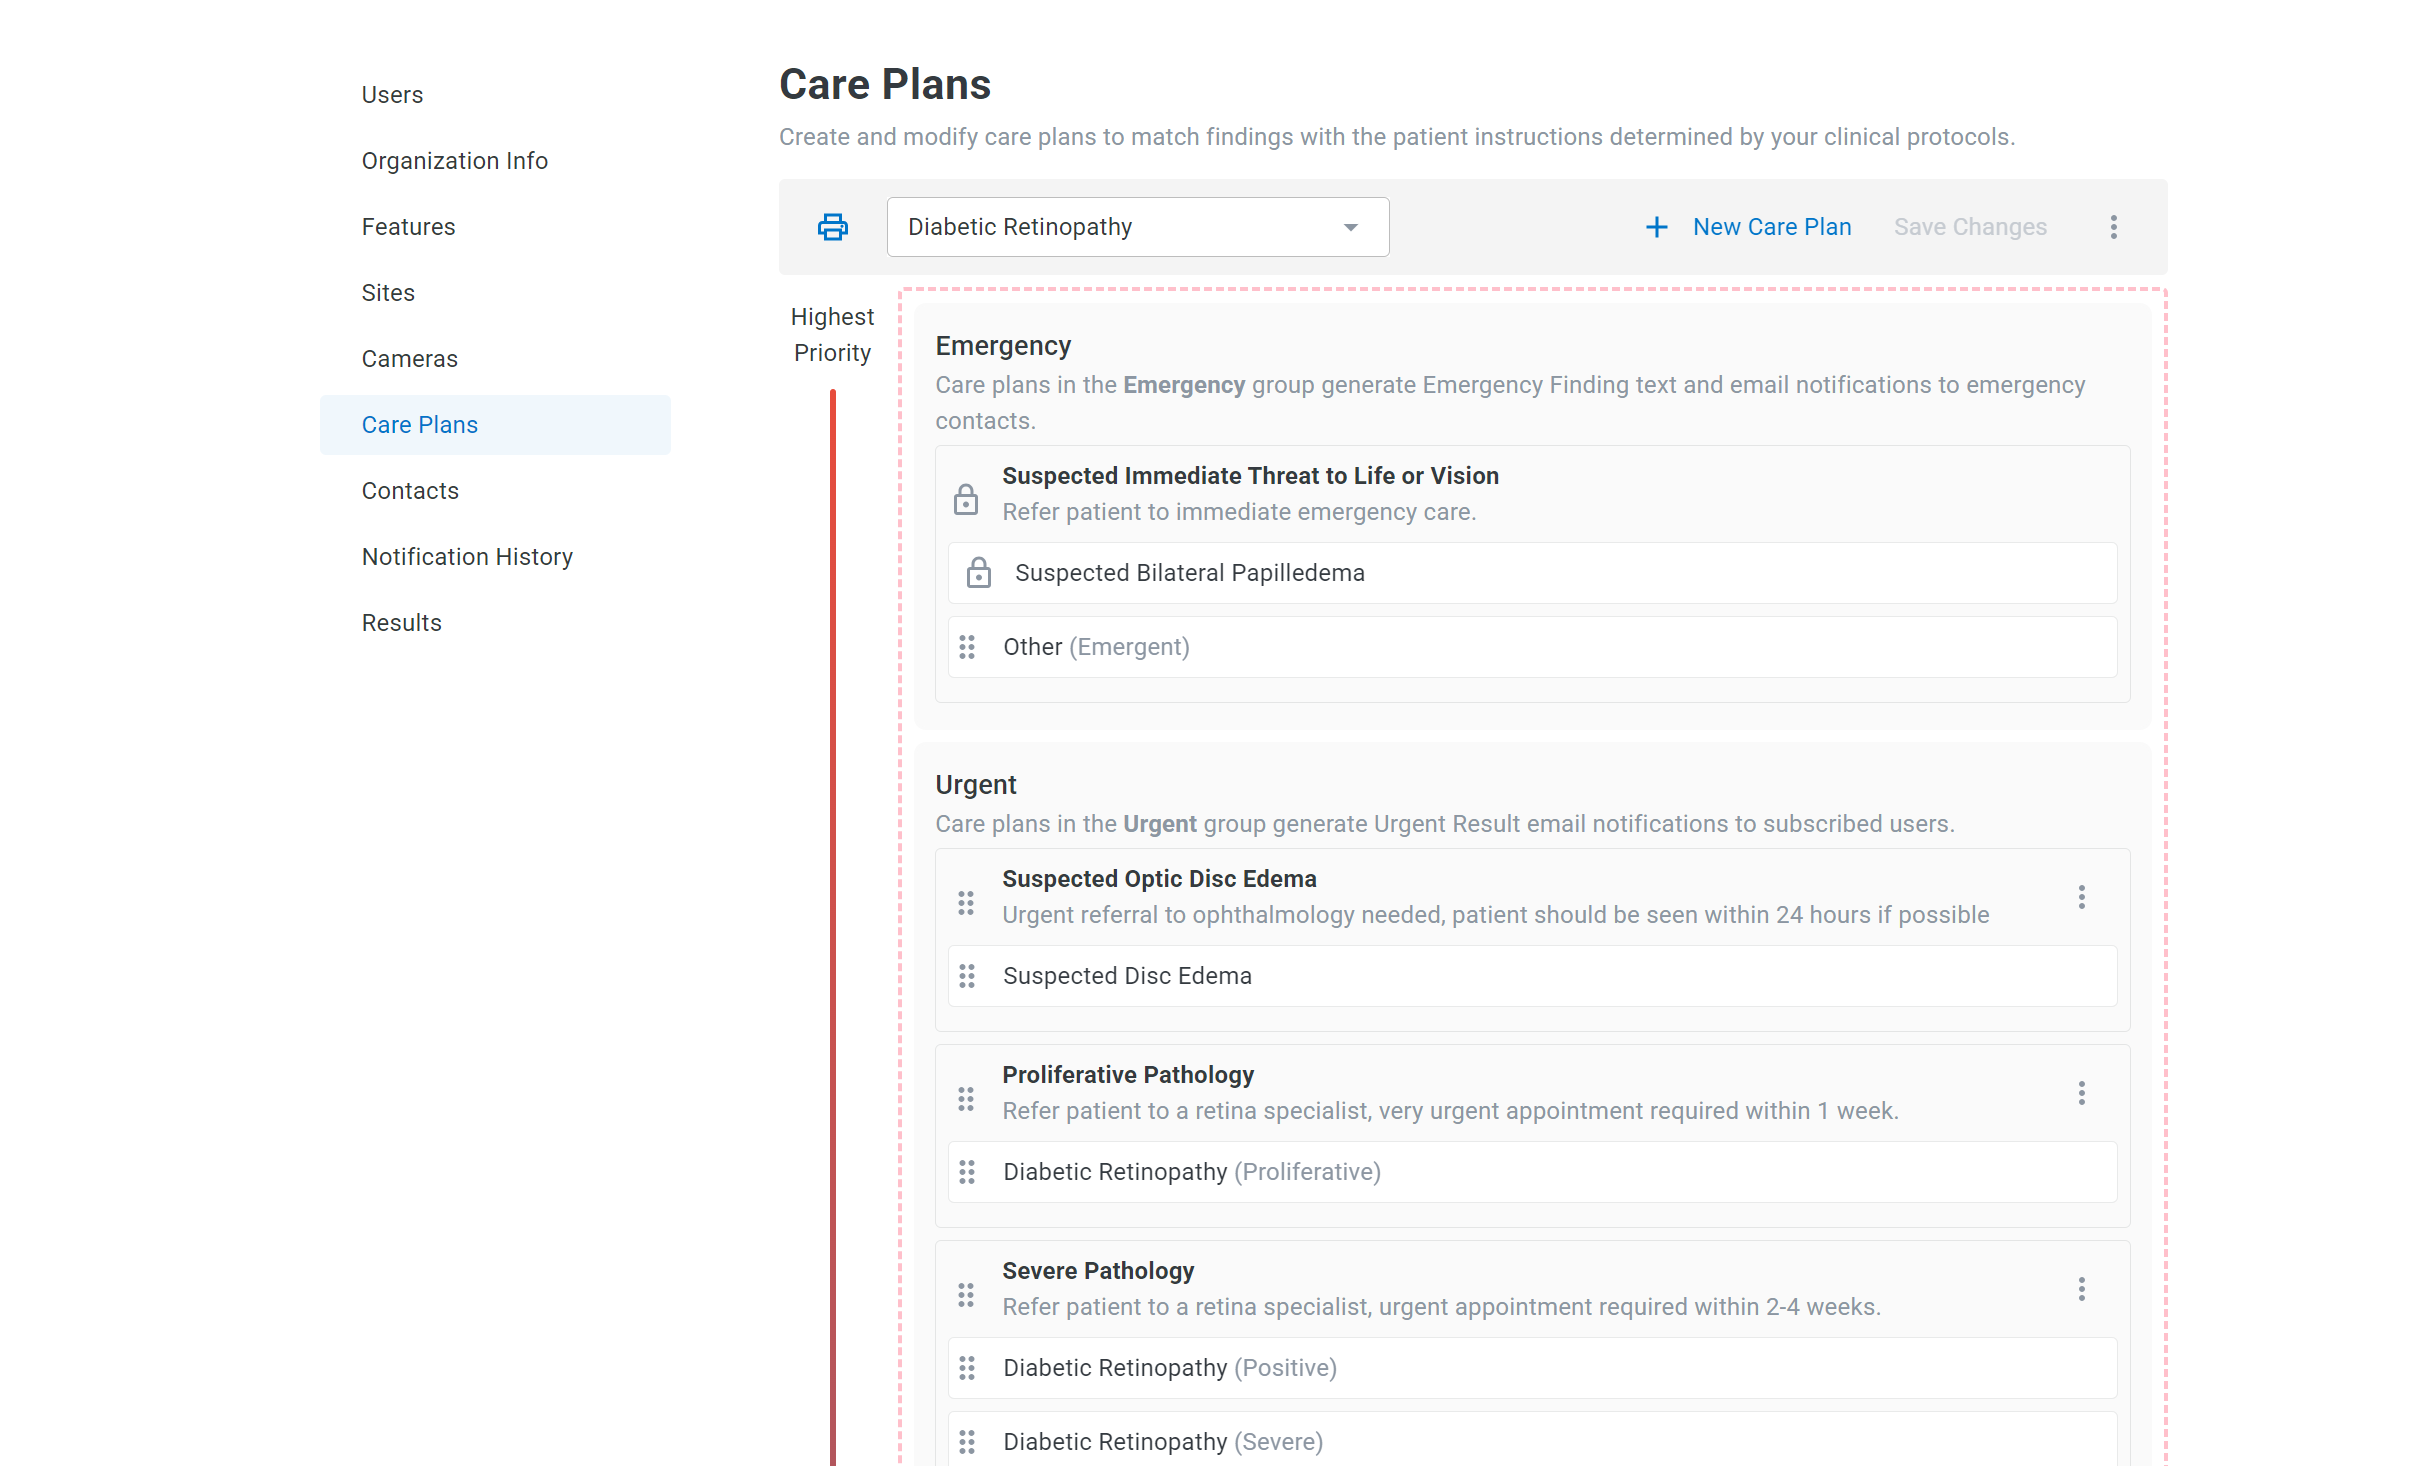 Users
Organization Info
Features
Sites
Cameras
Care Plans
Contacts
Notification History
Results
Care Plans
Create and modify care plans to match findings with the patient instructions determined by your clinical protocols.
Diabetic Retinopathy
New Care Plan
Save Changes
Highest
Priority
Emergency
Care plans in the Emergency group generate Emergency Finding text and email notifications to emergency
contacts.
Suspected Immediate Threat to Life or Vision
Refer patient to immediate emergency care.
Suspected Bilateral Papilledema
Other (Emergent)
Urgent
Care plans in the Urgent group generate Urgent Result email notifications to subscribed users.
Suspected Optic Disc Edema
Urgent referral to ophthalmology needed, patient should be seen within 24 hours if possible
Suspected Disc Edema
Proliferative Pathology
Refer patient to a retina specialist, very urgent appointment required within 1 week.
Diabetic Retinopathy (Proliferative)
Severe Pathology
Refer patient to a retina specialist, urgent appointment required within 2-4 weeks.
Diabetic Retinopathy (Positive)
Diabetic Retinopathy (Severe)